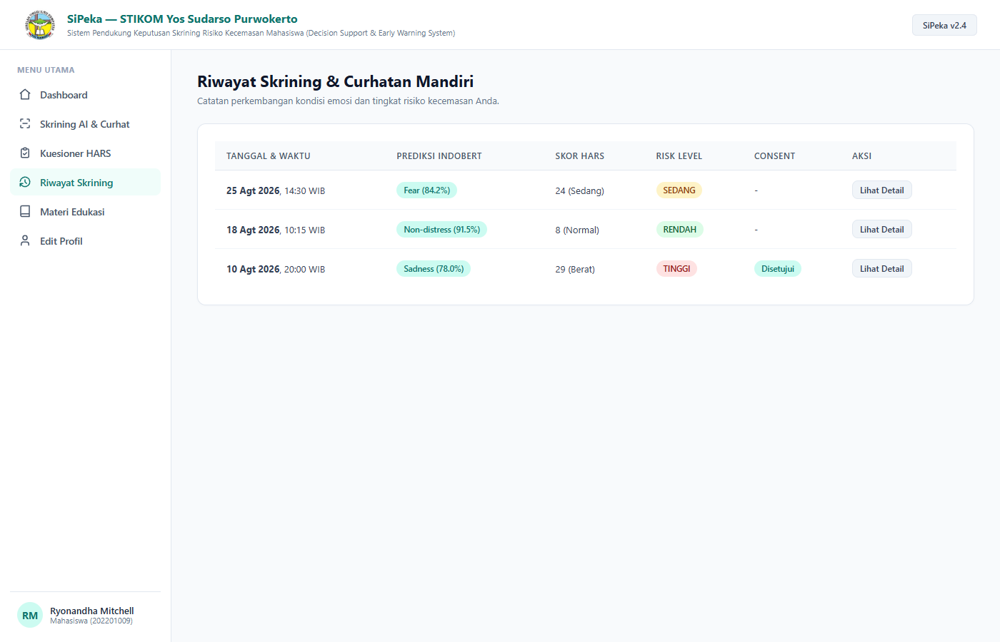 SiPeka — STIKOM Yos Sudarso Purwokerto
Sistem Pendukung Keputusan Skrining Risiko Kecemasan Mahasiswa (Decision Support & Early Warning System)
SiPeka v2.4
MENU UTAMA
Dashboard
Skrining AI & Curhat
Kuesioner HARS
Riwayat Skrining
Materi Edukasi
Edit Profil
Riwayat Skrining & Curhatan Mandiri
Catatan perkembangan kondisi emosi dan tingkat risiko kecemasan Anda.
TANGGAL & WAKTU PREDIKSI INDOBERT SKOR HARS RISK LEVEL CONSENT AKSI
25 Agt 2026, 14:30 WIB Fear (84.2%) 24 (Sedang) SEDANG - Lihat Detail
18 Agt 2026, 10:15 WIB Non-distress (91.5%) 8 (Normal) RENDAH - Lihat Detail
10 Agt 2026, 20:00 WIB Sadness (78.0%) 29 (Berat) TINGGI Disetujui Lihat Detail
RM
Ryonandha Mitchell
Mahasiswa (202201009)